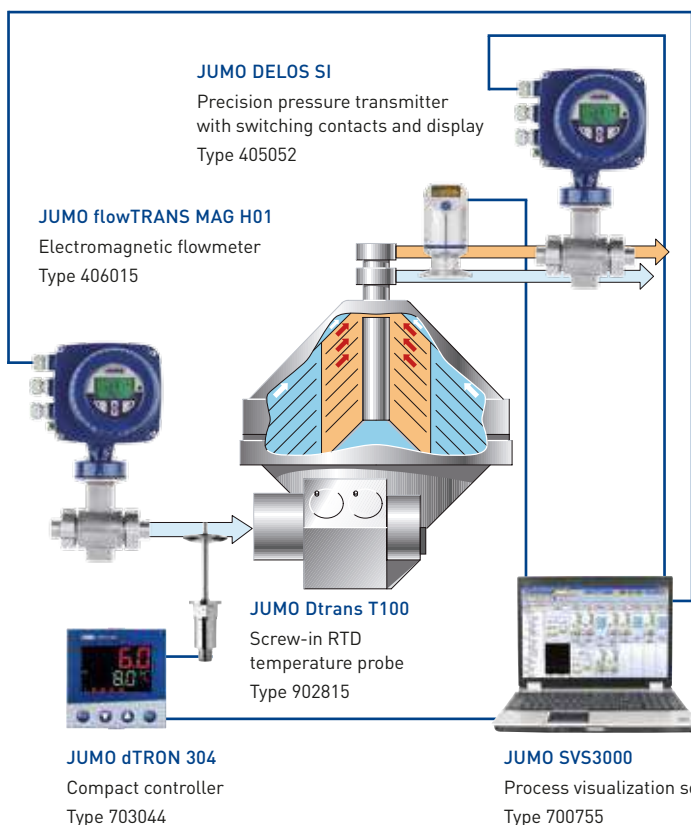 JUMO DELOS SI
Precision pressure transmitter
with switching contacts and display
Type 405052
JUMO flowTRANS MAG H01
Electromagnetic flowmeter
Type 406015
JUMO Dtrans T100
Screw-in RTD
temperature probe
Type 902815
6.0
8.0°C
JUMO dTRON 304
Compact controller
Type 703044
JUMO SVS3000
Process visualization
Type 700755